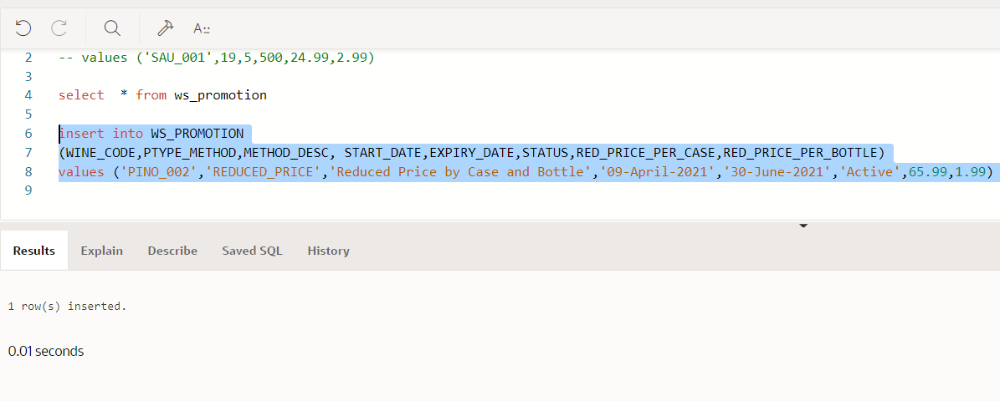 A::
2 -- values ('SAU_001',19,5,500,24.99,2.99)
3
4 select  * from ws_promotion
5
6 insert into WS_PROMOTION
7 (WINE_CODE,PTYPE_METHOD,METHOD_DESC, START_DATE,EXPIRY_DATE,STATUS,RED_PRICE_PER_CASE,RED_PRICE_PER_BOTTLE)
8 values ('PINO_002','REDUCED_PRICE','Reduced Price by Case and Bottle','09-April-2021','30-June-2021','Active',65.99,1.99)
9
Results Explain Describe Saved SQL History
1 row(s) inserted.
0.01 seconds